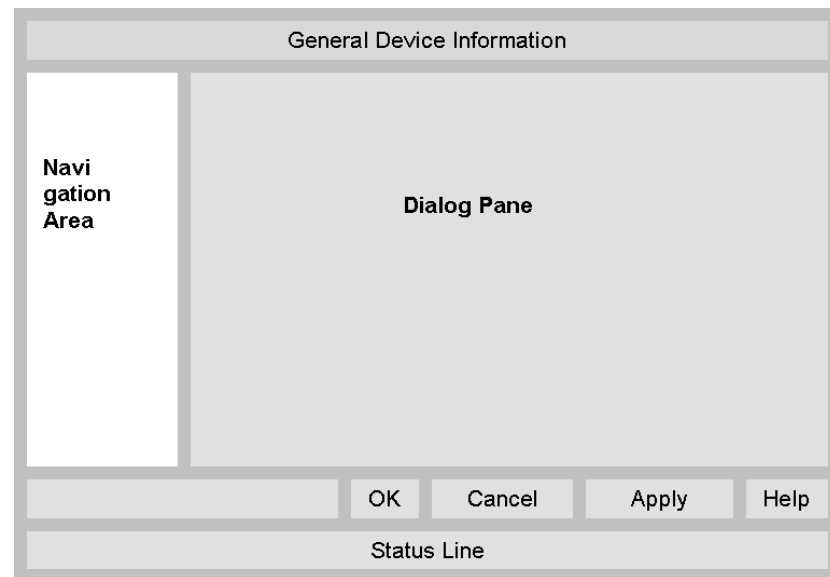 General Device Information
Navi
gation
Area
Dialog Pane
OK Cancel Apply Help
Status Line